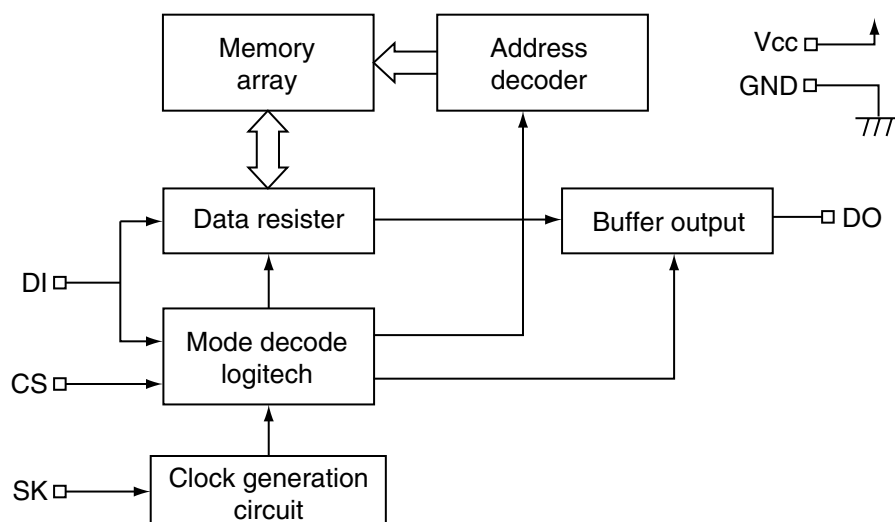 Memory
array
Address
decoder
Vcc
GND
Data resister
Buffer output
DO
DI
Mode decode
logitech
CS
Clock generation
circuit
SK